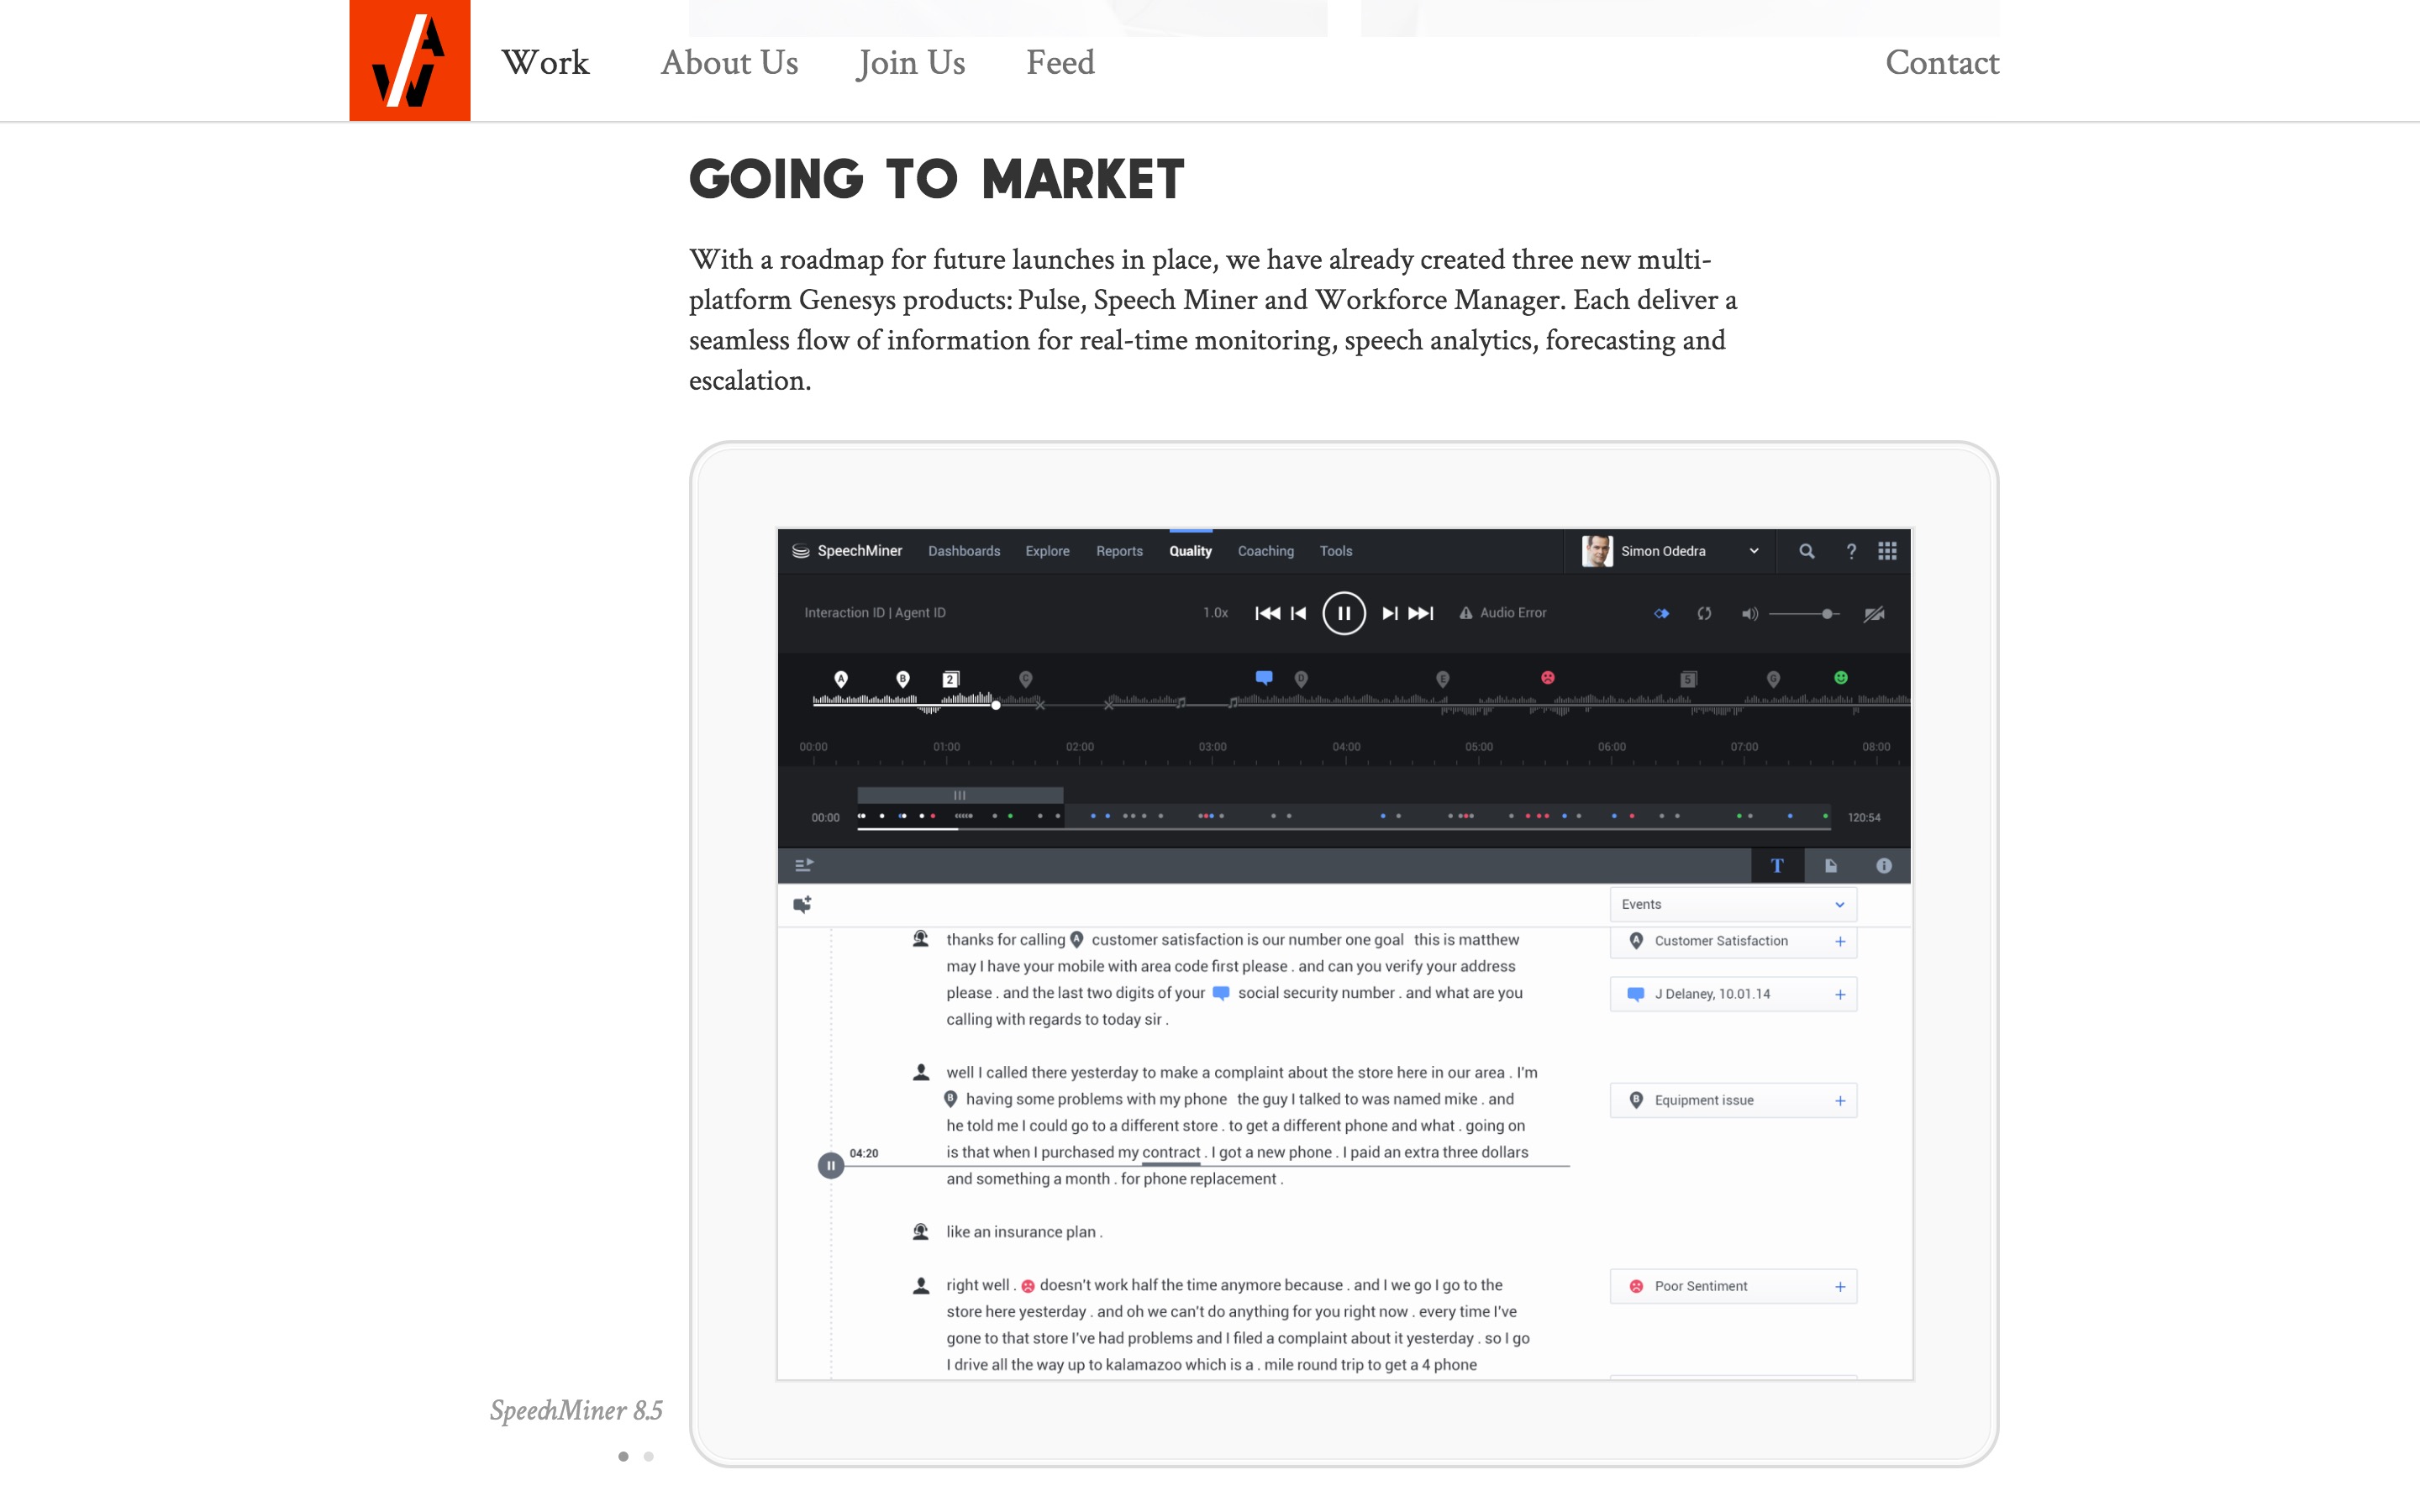 AW
Work
About Us
Join Us
Feed
Contact
GOING TO MARKET
With a roadmap for future launches in place, we have already created three new multi-
platform Genesys products: Pulse, Speech Miner and Workforce Manager. Each deliver a
seamless flow of information for real-time monitoring, speech analytics, forecasting and
escalation.
SpeechMiner
Dashboards
Explore
Reports
Quality
Coaching
Tools
Simon Odedra
?
Interaction ID | Agent ID
1.0x
Audio Error
A
B
2
C
D
E
5
G
00:00
01:00
02:00
03:00
04:00
05:00
06:00
07:00
08:00
00:00
120:54
T
Events
thanks for calling A customer satisfaction is our number one goal this is matthew
may I have your mobile with area code first please . and can you verify your address
please . and the last two digits of your social security number . and what are you
calling with regards to today sir .
A Customer Satisfaction +
J Delaney, 10.01.14 +
well I called there yesterday to make a complaint about the store here in our area . I'm
B having some problems with my phone the guy I talked to was named mike . and
he told me I could go to a different store . to get a different phone and what . going on
is that when I purchased my contract . I got a new phone . I paid an extra three dollars
and something a month . for phone replacement .
B Equipment issue +
04:20
like an insurance plan .
right well . doesn't work half the time anymore because . and I we go I go to the
store here yesterday . and oh we can't do anything for you right now . every time I've
gone to that store I've had problems and I filed a complaint about it yesterday . so I go
I drive all the way up to kalamazoo which is a . mile round trip to get a 4 phone
Poor Sentiment +
SpeechMiner 8.5